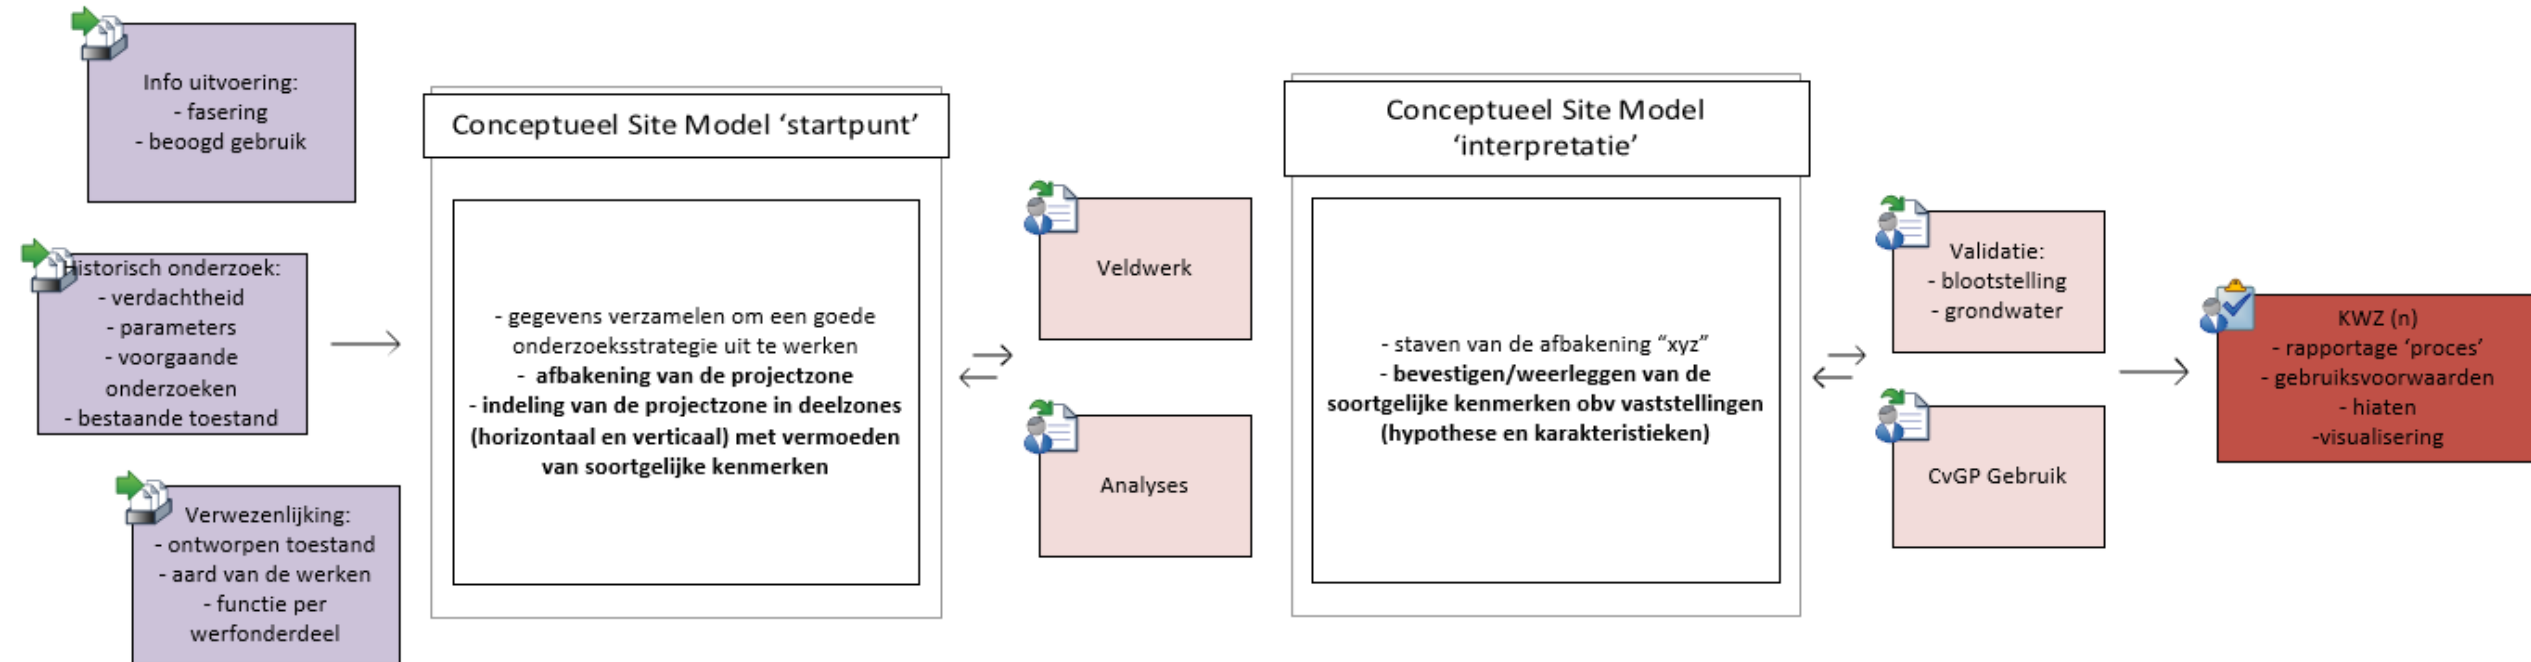 Info uitvoering:
- fasering
- beoogd gebruik
Historisch onderzoek:
- verdachtheid
- parameters
- voorgaande
onderzoeken
- bestaande toestand
Verwezenlijking:
- ontworpen toestand
- aard van de werken
- functie per
werfonderdeel
Conceptueel Site Model ‘startpunt’
- gegevens verzamelen om een goede
onderzoeksstrategie uit te werken
- afbakening van de projectzone
- indeling van de projectzone in deelzones
(horizontaal en verticaal) met vermoeden
van soortgelijke kenmerken
Veldwerk
Analyses
Conceptueel Site Model
‘interpretatie’
- staven van de afbakening “xyz”
- bevestigen/weerleggen van de
soortgelijke kenmerken obv vaststellingen
(hypothese en karakteristieken)
Validatie:
- blootstelling
- grondwater
CvGP Gebruik
KWZ (n)
- rapportage ‘proces’
- gebruiksvoorwaarden
- hiaten
-visualisering